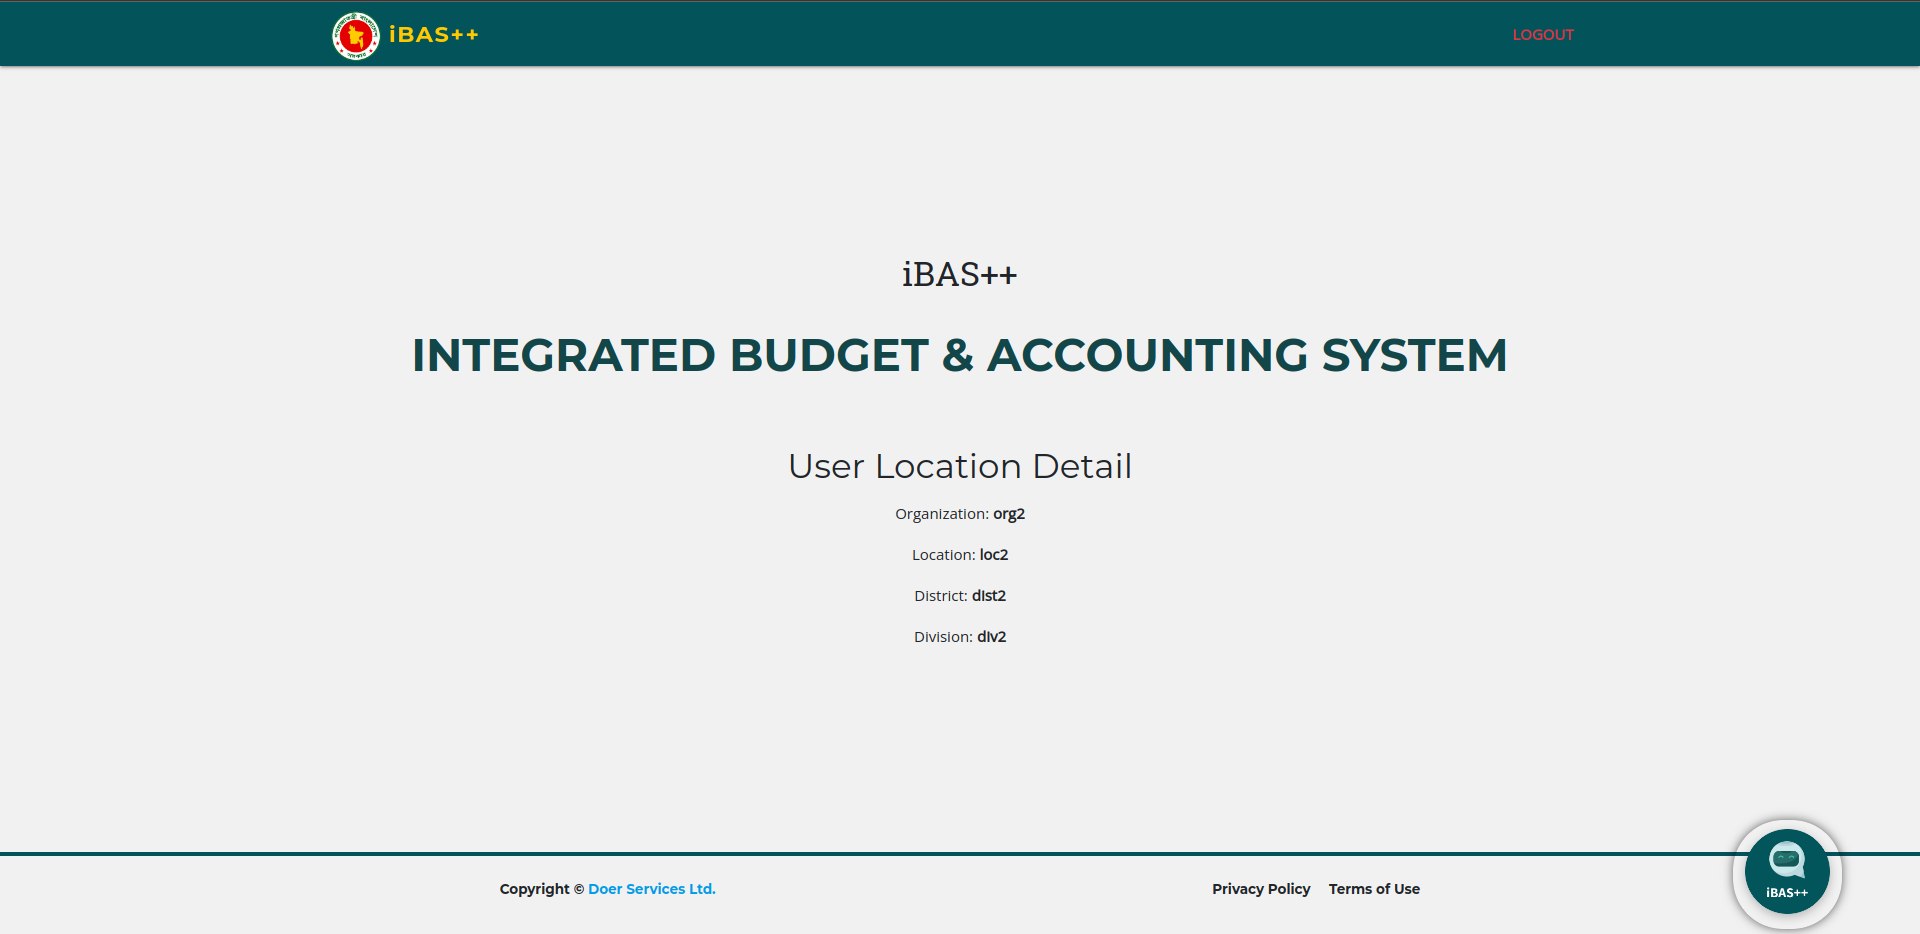 iBAS++
LOGOUT
iBAS++
INTEGRATED BUDGET & ACCOUNTING SYSTEM
User Location Detail
Organization: org2
Location: loc2
District: dist2
Division: div2
Copyright © Doer Services Ltd.
Privacy Policy Terms of Use
iBAS++